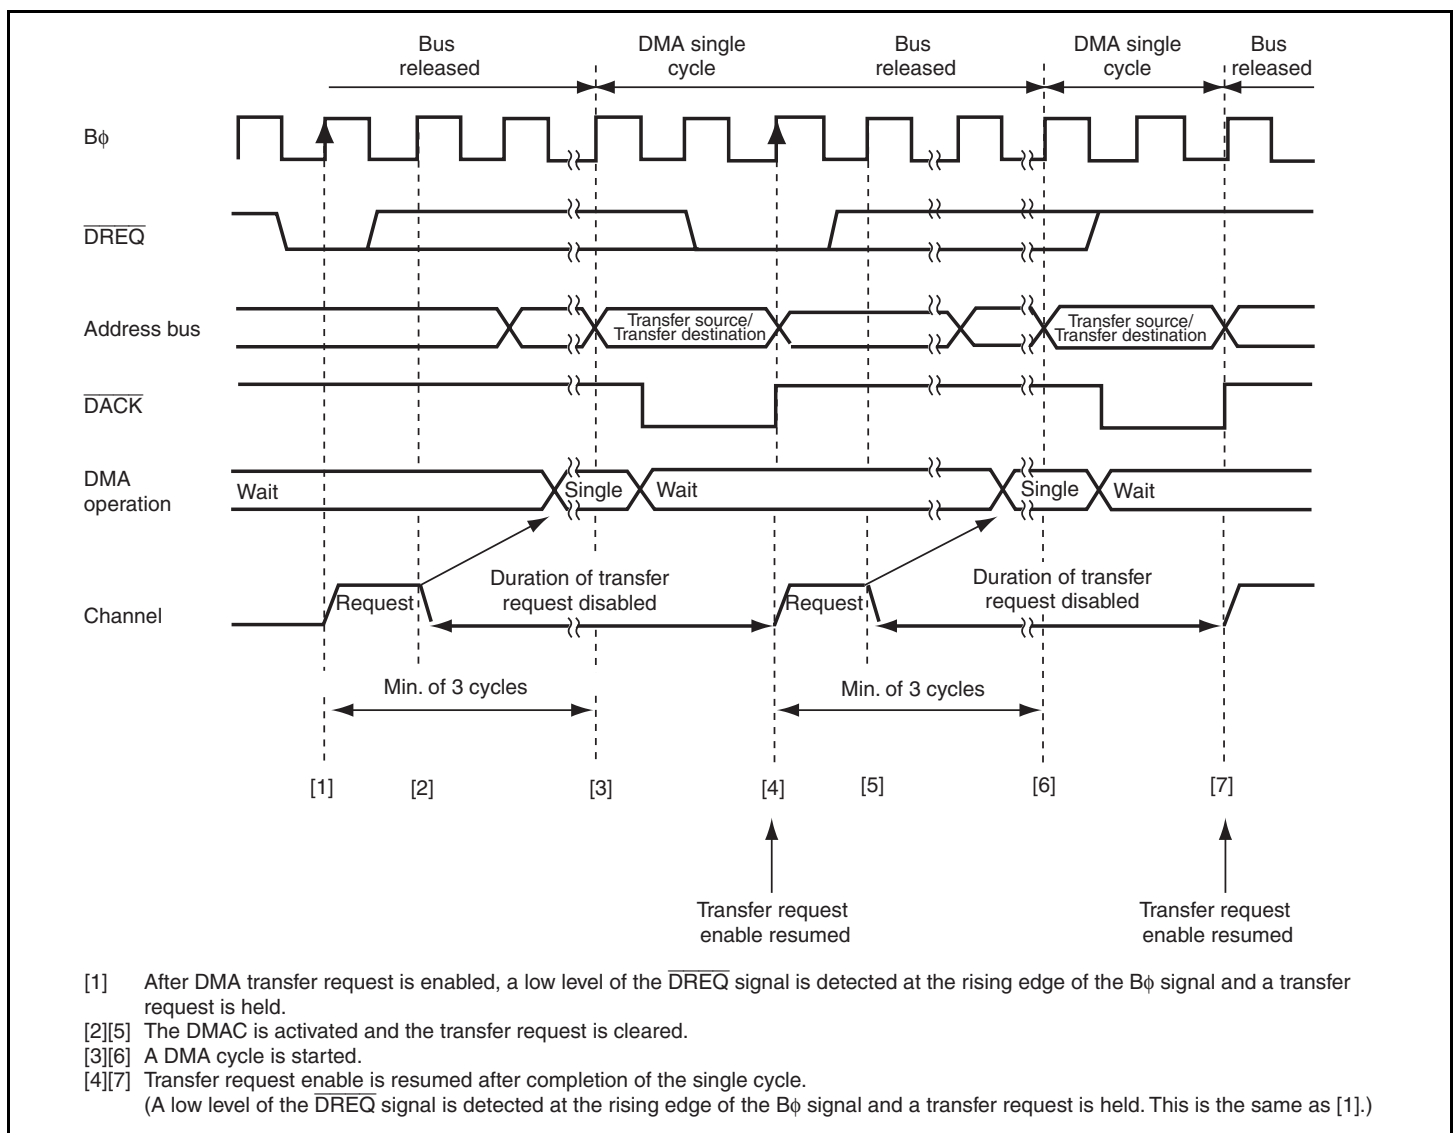 Bus released
DMA single cycle
Bus released
DMA single cycle
Bus released
Bϕ
DREQ
Address bus
Transfer source/
Transfer destination
Transfer source/
Transfer destination
DACK
DMA operation
Wait
Single
Wait
Single
Wait
Channel
Request
Duration of transfer
request disabled
Request
Duration of transfer
request disabled
Min. of 3 cycles
Min. of 3 cycles
[1]
[2]
[3]
[4]
[5]
[6]
[7]
Transfer request
enable resumed
Transfer request
enable resumed
[1] After DMA transfer request is enabled, a low level of the DREQ signal is detected at the rising edge of the Bϕ signal and a transfer
request is held.
[2][5] The DMAC is activated and the transfer request is cleared.
[3][6] A DMA cycle is started.
[4][7] Transfer request enable is resumed after completion of the single cycle.
(A low level of the DREQ signal is detected at the rising edge of the Bϕ signal and a transfer request is held. This is the same as [1].)